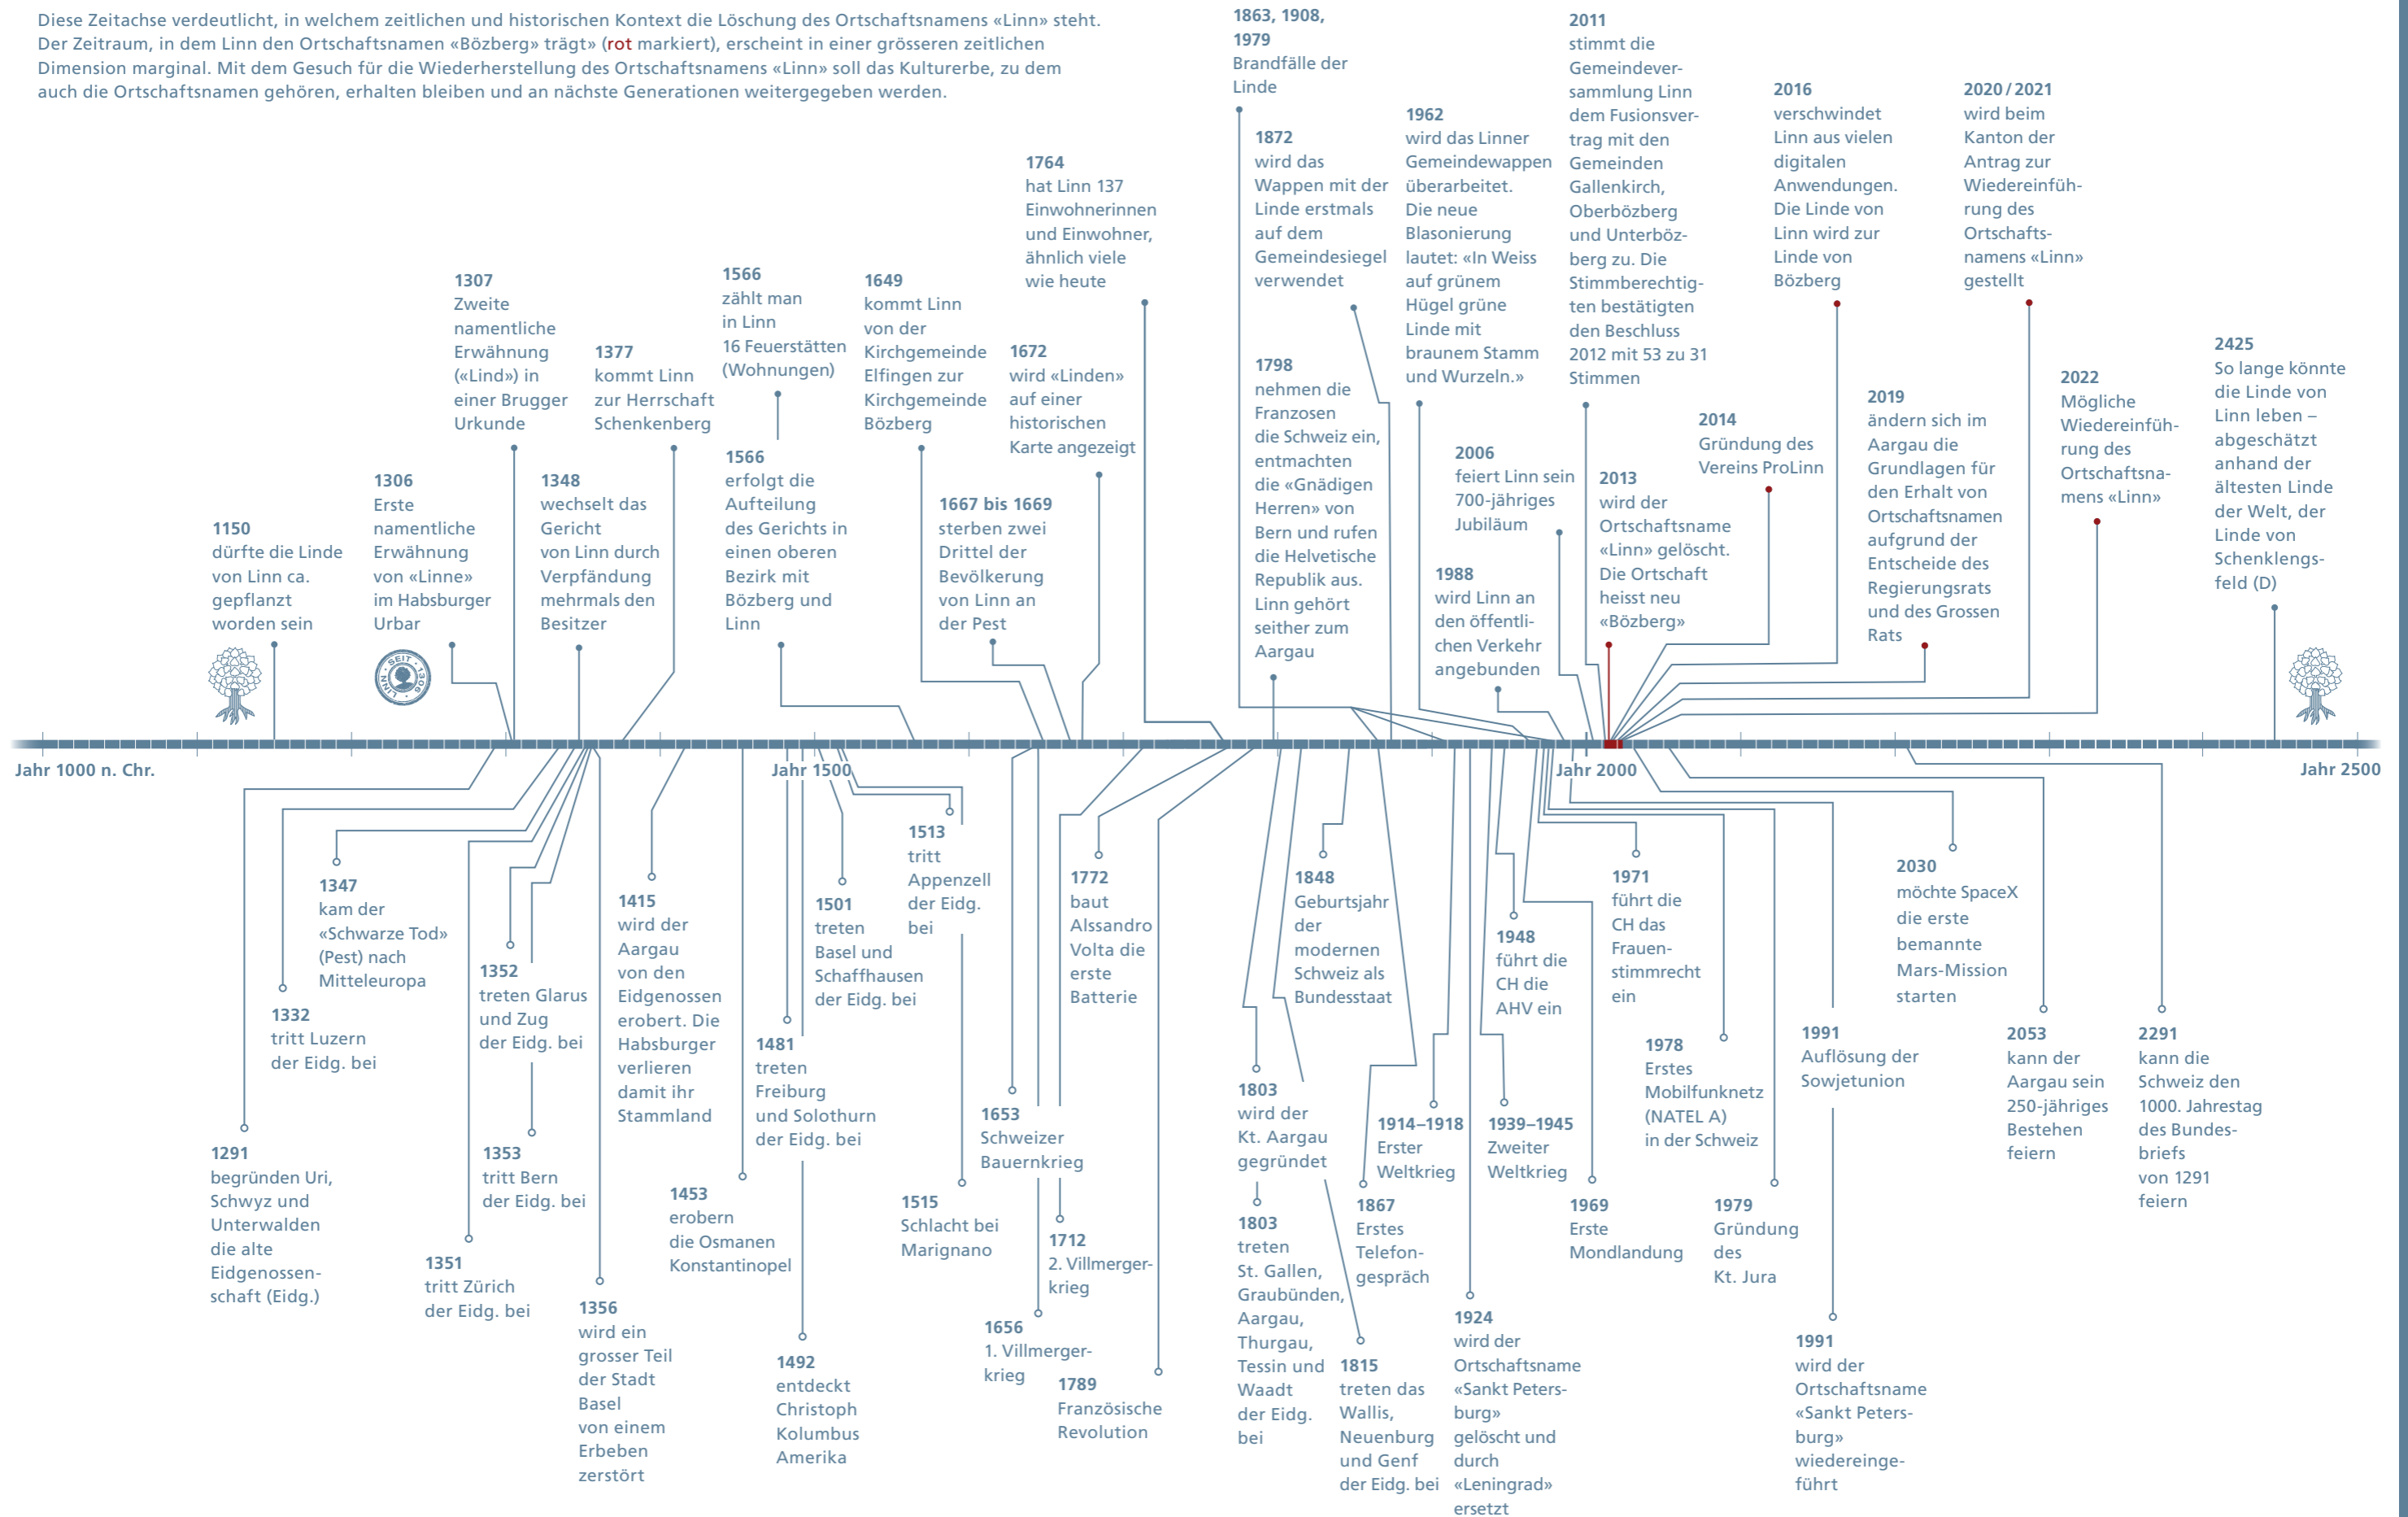 Diese Zeitachse verdeutlicht, in welchem zeitlichen und historischen Kontext die Löschung des Ortschaftsnamens «Linn» steht.
Der Zeitraum, in dem Linn den Ortschaftsnamen «Bözberg» trägt» (rot markiert), erscheint in einer grösseren zeitlichen
Dimension marginal. Mit dem Gesuch für die Wiederherstellung des Ortschaftsnamens «Linn» soll das Kulturerbe, zu dem
auch die Ortschaftsnamen gehören, erhalten bleiben und an nächste Generationen weitergegeben werden.
1150
dürfte die Linde
von Linn ca.
gepflanzt
worden sein
1306
Erste
namentliche
Erwähnung
von «Linne»
im Habsburger
Urbar
SEIT · 1306
LINN
1307
Zweite
namentliche
Erwähnung
(«Lind») in
einer Brugger
Urkunde
1348
wechselt das
Gericht
von Linn durch
Verpfändung
mehrmals den
Besitzer
1377
kommt Linn
zur Herrschaft
Schenkenberg
1566
zählt man
in Linn
16 Feuerstätten
(Wohnungen)
1566
erfolgt die
Aufteilung
des Gerichts in
einen oberen
Bezirk mit
Bözberg und
Linn
1649
kommt Linn
von der
Kirchgemeinde
Elfingen zur
Kirchgemeinde
Bözberg
1667 bis 1669
sterben zwei
Drittel der
Bevölkerung
von Linn an
der Pest
1672
wird «Linden»
auf einer
historischen
Karte angezeigt
1764
hat Linn 137
Einwohnerinnen
und Einwohner,
ähnlich viele
wie heute
1863, 1908,
1979
Brandfälle der
Linde
1872
wird das
Wappen mit der
Linde erstmals
auf dem
Gemeindesiegel
verwendet
1798
nehmen die
Franzosen
die Schweiz ein,
entmachten
die «Gnädigen
Herren» von
Bern und rufen
die Helvetische
Republik aus.
Linn gehört
seither zum
Aargau
1962
wird das Linner
Gemeindewappen
überarbeitet.
Die neue
Blasonierung
lautet: «In Weiss
auf grünem
Hügel grüne
Linde mit
braunem Stamm
und Wurzeln.»
1988
wird Linn an
den öffentli-
chen Verkehr
angebunden
2006
feiert Linn sein
700-jähriges
Jubiläum
2011
stimmt die
Gemeindever-
sammlung Linn
dem Fusionsver-
trag mit den
Gemeinden
Gallenkirch,
Oberbözberg
und Unterböz-
berg zu. Die
Stimmberechtig-
ten bestätigten
den Beschluss
2012 mit 53 zu 31
Stimmen
2013
wird der
Ortschaftsname
«Linn» gelöscht.
Die Ortschaft
heisst neu
«Bözberg»
2014
Gründung des
Vereins ProLinn
2016
verschwindet
Linn aus vielen
digitalen
Anwendungen.
Die Linde von
Linn wird zur
Linde von
Bözberg
2019
ändern sich im
Aargau die
Grundlagen für
den Erhalt von
Ortschaftsnamen
aufgrund der
Entscheide des
Regierungsrats
und des Grossen
Rats
2020 / 2021
wird beim
Kanton der
Antrag zur
Wiedereinfüh-
rung des
Ortschafts-
namens «Linn»
gestellt
2022
Mögliche
Wiedereinfüh-
rung des
Ortschaftsna-
mens «Linn»
2425
So lange könnte
die Linde von
Linn leben –
abgeschätzt
anhand der
ältesten Linde
der Welt, der
Linde von
Schenklengs-
feld (D)
Jahr 1000 n. Chr.
Jahr 1500
Jahr 2000
Jahr 2500
1291
begründen Uri,
Schwyz und
Unterwalden
die alte
Eidgenossen-
schaft (Eidg.)
1332
tritt Luzern
der Eidg. bei
1347
kam der
«Schwarze Tod»
(Pest) nach
Mitteleuropa
1351
tritt Zürich
der Eidg. bei
1352
treten Glarus
und Zug
der Eidg. bei
1353
tritt Bern
der Eidg. bei
1356
wird ein
grosser Teil
der Stadt
Basel
von einem
Erbeben
zerstört
1415
wird der
Aargau
von den
Eidgenossen
erobert. Die
Habsburger
verlieren
damit ihr
Stammland
1453
erobern
die Osmanen
Konstantinopel
1481
treten
Freiburg
und Solothurn
der Eidg. bei
1492
entdeckt
Christoph
Kolumbus
Amerika
1501
treten
Basel und
Schaffhausen
der Eidg. bei
1513
tritt
Appenzell
der Eidg.
bei
1515
Schlacht bei
Marignano
1653
Schweizer
Bauernkrieg
1656
1. Villmerger-
krieg
1712
2. Villmerger-
krieg
1772
baut
Alssandro
Volta die
erste
Batterie
1789
Französische
Revolution
1803
wird der
Kt. Aargau
gegründet
1803
treten
St. Gallen,
Graubünden,
Aargau,
Thurgau,
Tessin und
Waadt
der Eidg.
bei
1815
treten das
Wallis,
Neuenburg
und Genf
der Eidg. bei
1848
Geburtsjahr
der
modernen
Schweiz als
Bundesstaat
1867
Erstes
Telefon-
gespräch
1914–1918
Erster
Weltkrieg
1924
wird der
Ortschaftsname
«Sankt Peters-
burg»
gelöscht und
durch
«Leningrad»
ersetzt
1939–1945
Zweiter
Weltkrieg
1948
führt die
CH die
AHV ein
1969
Erste
Mondlandung
1971
führt die
CH das
Frauen-
stimmrecht
ein
1978
Erstes
Mobilfunknetz
(NATEL A)
in der Schweiz
1979
Gründung
des
Kt. Jura
1991
Auflösung der
Sowjetunion
1991
wird der
Ortschaftsname
«Sankt Peters-
burg»
wiedereinge-
führt
2030
möchte SpaceX
die erste
bemannte
Mars-Mission
starten
2053
kann der
Aargau sein
250-jähriges
Bestehen
feiern
2291
kann die
Schweiz den
1000. Jahrestag
des Bundes-
briefs
von 1291
feiern